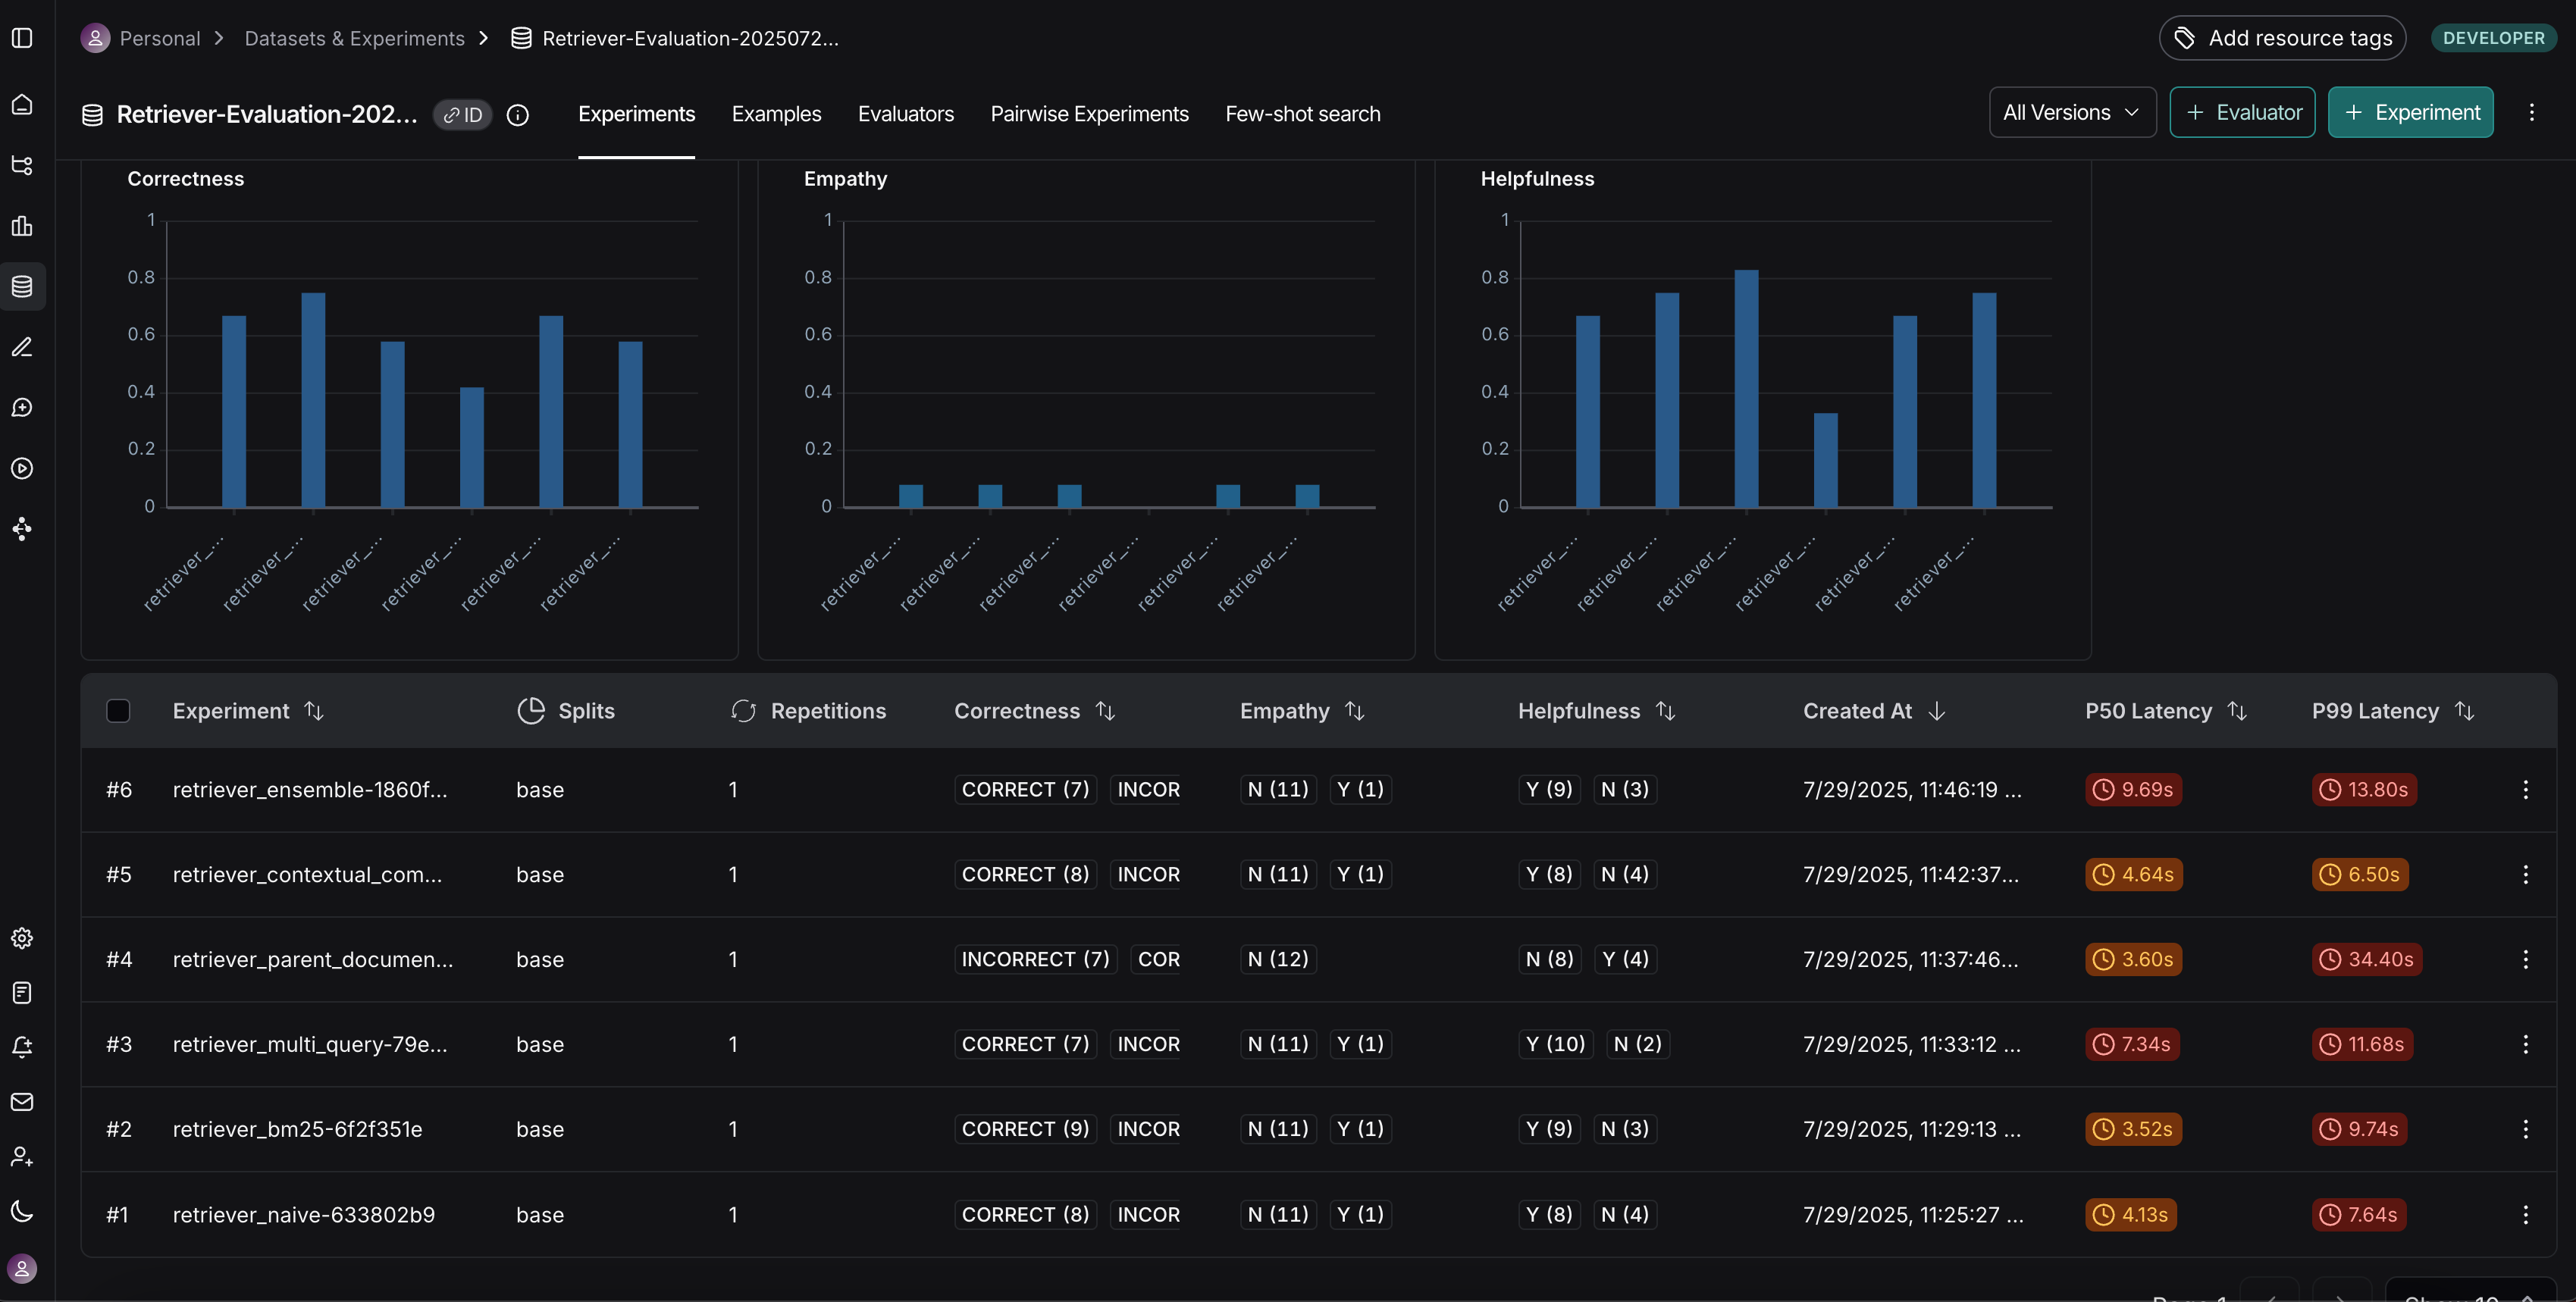 Personal > Datasets & Experiments > Retriever-Evaluation-2025072...
Add resource tags
DEVELOPER
Retriever-Evaluation-202... ID
Experiments Examples Evaluators Pairwise Experiments Few-shot search
All Versions + Evaluator + Experiment
Correctness
1
0.8
0.6
0.4
0.2
0
retriever_... retriever_... retriever_... retriever_... retriever_... retriever_...
Empathy
1
0.8
0.6
0.4
0.2
0
retriever_... retriever_... retriever_... retriever_... retriever_... retriever_...
Helpfulness
1
0.8
0.6
0.4
0.2
0
retriever_... retriever_... retriever_... retriever_... retriever_... retriever_...
Experiment Splits Repetitions Correctness Empathy Helpfulness Created At P50 Latency P99 Latency
#6 retriever_ensemble-1860f... base 1 CORRECT (7) INCOR N (11) Y (1) Y (9) N (3) 7/29/2025, 11:46:19 ... 9.69s 13.80s
#5 retriever_contextual_com... base 1 CORRECT (8) INCOR N (11) Y (1) Y (8) N (4) 7/29/2025, 11:42:37... 4.64s 6.50s
#4 retriever_parent_documen... base 1 INCORRECT (7) COR N (12) N (8) Y (4) 7/29/2025, 11:37:46... 3.60s 34.40s
#3 retriever_multi_query-79e... base 1 CORRECT (7) INCOR N (11) Y (1) Y (10) N (2) 7/29/2025, 11:33:12 ... 7.34s 11.68s
#2 retriever_bm25-6f2f351e base 1 CORRECT (9) INCOR N (11) Y (1) Y (9) N (3) 7/29/2025, 11:29:13 ... 3.52s 9.74s
#1 retriever_naive-633802b9 base 1 CORRECT (8) INCOR N (11) Y (1) Y (8) N (4) 7/29/2025, 11:25:27 ... 4.13s 7.64s